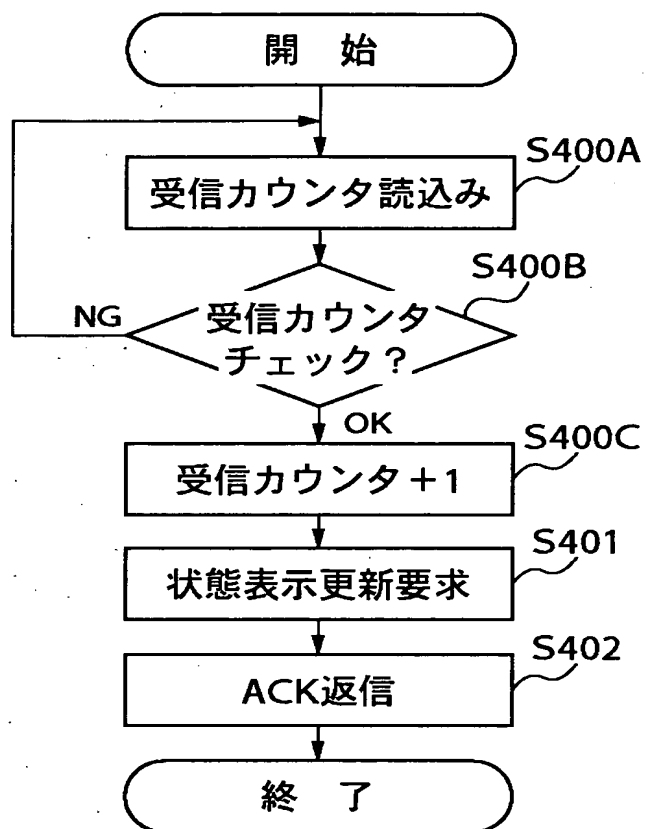 開 始
S400A
受信カウンタ読込み
S400B
NG
受信カウンタ
チェック?
OK
S400C
受信カウンタ+1
S401
状態表示更新要求
S402
ACK返信
終 了